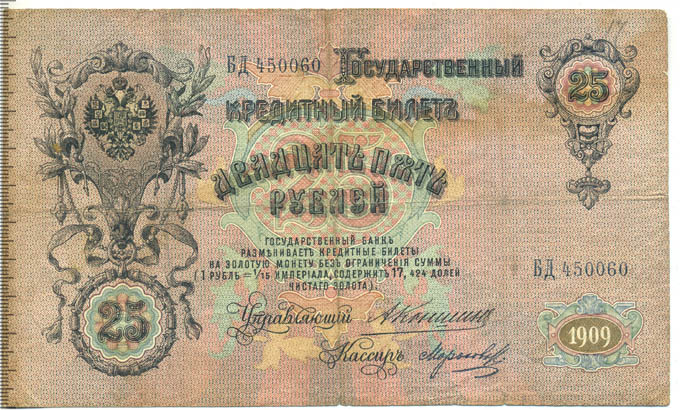 БД 450060 Государственный
25
Кредитный Билетъ
Двадцать пять
рублей
ГОСУДАРСТВЕННЫЙ БАНКЪ
РАЗМѢНИВАЕТЪ КРЕДИТНЫЕ БИЛЕТЫ
НА ЗОЛОТУЮ МОНЕТУ БЕЗЪ ОГРАНИЧЕНІЯ СУММЫ
(1 РУБЛЬ = 1/15 ИМПЕРІАЛА, СОДЕРЖИТЪ 17, 424 ДОЛЕЙ
ЧИСТАГО ЗОЛОТА).
БД 450060
25
Управляющій
Кассиръ
1909